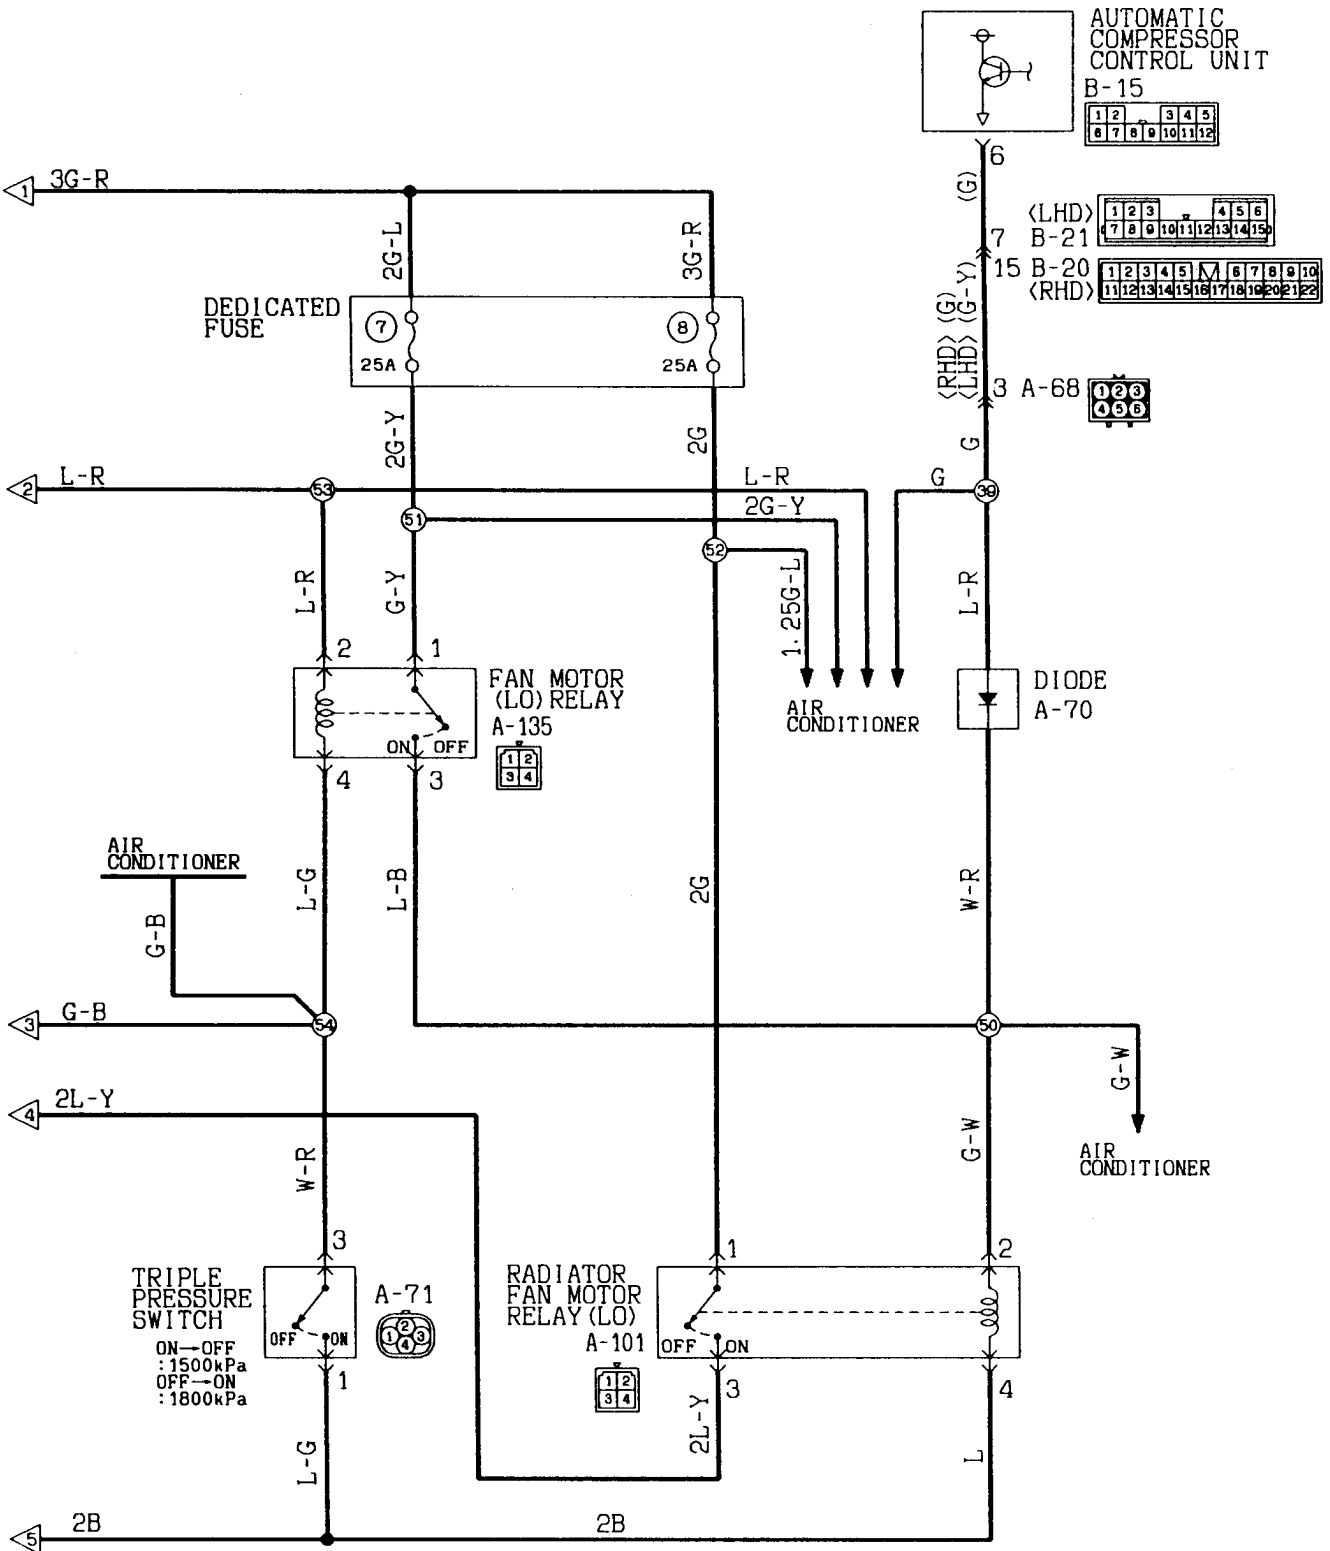 AUTOMATIC
COMPRESSOR
CONTROL UNIT
B-15
1 2 3 4 5
6 7 8 9 10 11 12
6
(G)
1
3G-R
<LHD>
B-21
1 2 3 4 5 6
7 8 9 10 11 12 13 14 15
7
15
B-20
<RHD>
1 2 3 4 5 6 7 8 9 10
11 12 13 14 15 16 17 18 19 20 21 22
2G-L
3G-R
<RHD> (G)
<LHD> (G-Y)
DEDICATED
FUSE
7
25A
8
25A
3 A-68
1 2 3
4 5 6
2G-Y
2G
G
2
L-R
53
L-R
G
39
51
2G-Y
52
L-R
G-Y
1.25G-L
L-R
2
1
FAN MOTOR
(LO) RELAY
A-135
1 2
3 4
ON OFF
4
3
AIR
CONDITIONER
DIODE
A-70
AIR
CONDITIONER
G-B
L-G
L-B
2G
W-R
3
G-B
54
50
G-W
4
2L-Y
W-R
G-W
AIR
CONDITIONER
3
1
2
TRIPLE
PRESSURE
SWITCH
ON→OFF
:1500kPa
OFF→ON
:1800kPa
OFF ON
A-71
1 2 3
4
1
RADIATOR
FAN MOTOR
RELAY (LO)
A-101
1 2
3 4
OFF ON
3
4
L-G
2L-Y
L
5
2B
2B